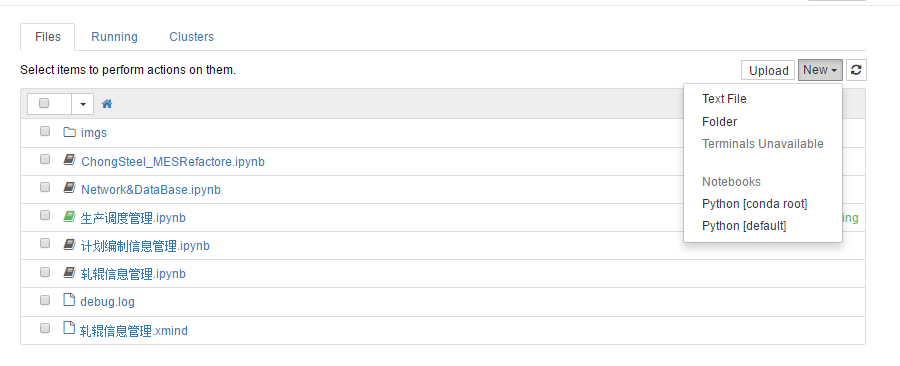 Files Running Clusters
Select items to perform actions on them.
Upload New
Text File
Folder
Terminals Unavailable
Notebooks
Python [conda root]
Python [default]
imgs
ChongSteel_MESRefactore.ipynb
Network&DataBase.ipynb
生产调度管理.ipynb
ing
计划编制信息管理.ipynb
轧辊信息管理.ipynb
debug.log
轧辊信息管理.xmind